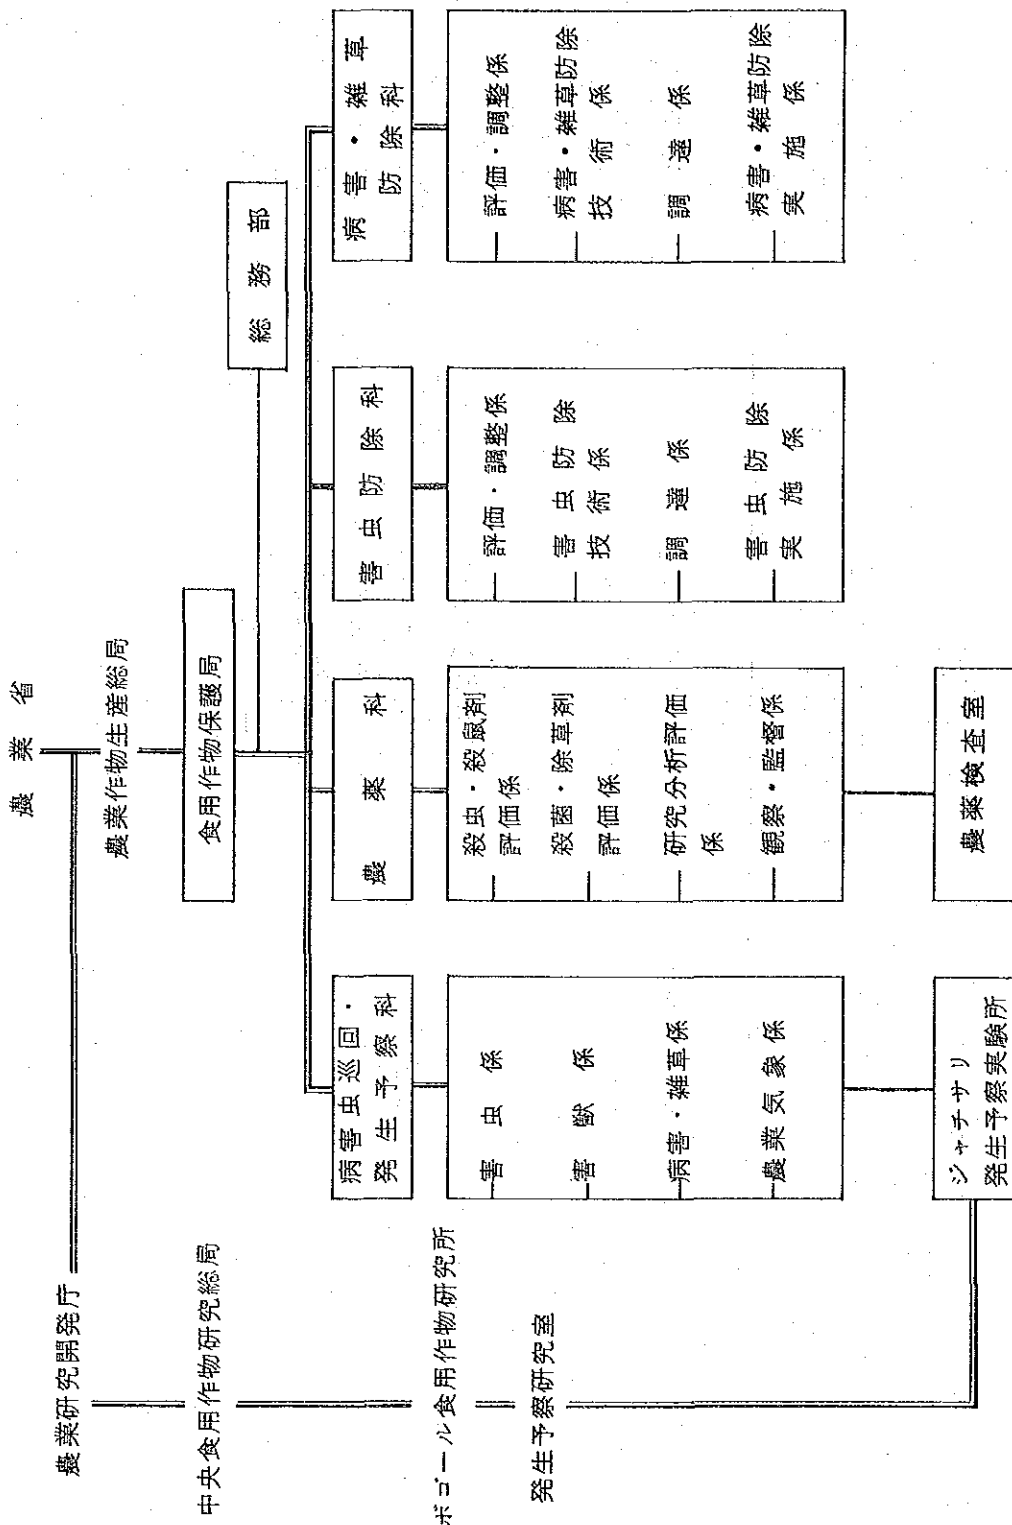 農業省
農業研究開発庁
農業作物生産総局
中央食用作物研究総局
食用作物保護局
総務部
ボゴール食用作物研究所
発生予察研究室
病害虫巡回・
発生予察科
農薬科
害虫防除科
病害・雑草
防除科
害虫係
害獣係
病害・雑草係
農業気象係
殺虫・殺鼠剤
評価係
殺菌・除草剤
評価係
研究分析評価
係
観察・監督係
評価・調整係
害虫防除
技術係
調達係
害虫防除
実施係
評価・調整係
病害・雑草防除
技術係
調達係
病害・雑草防除
実施係
ジャチサリ
発生予察実験所
農薬検査室